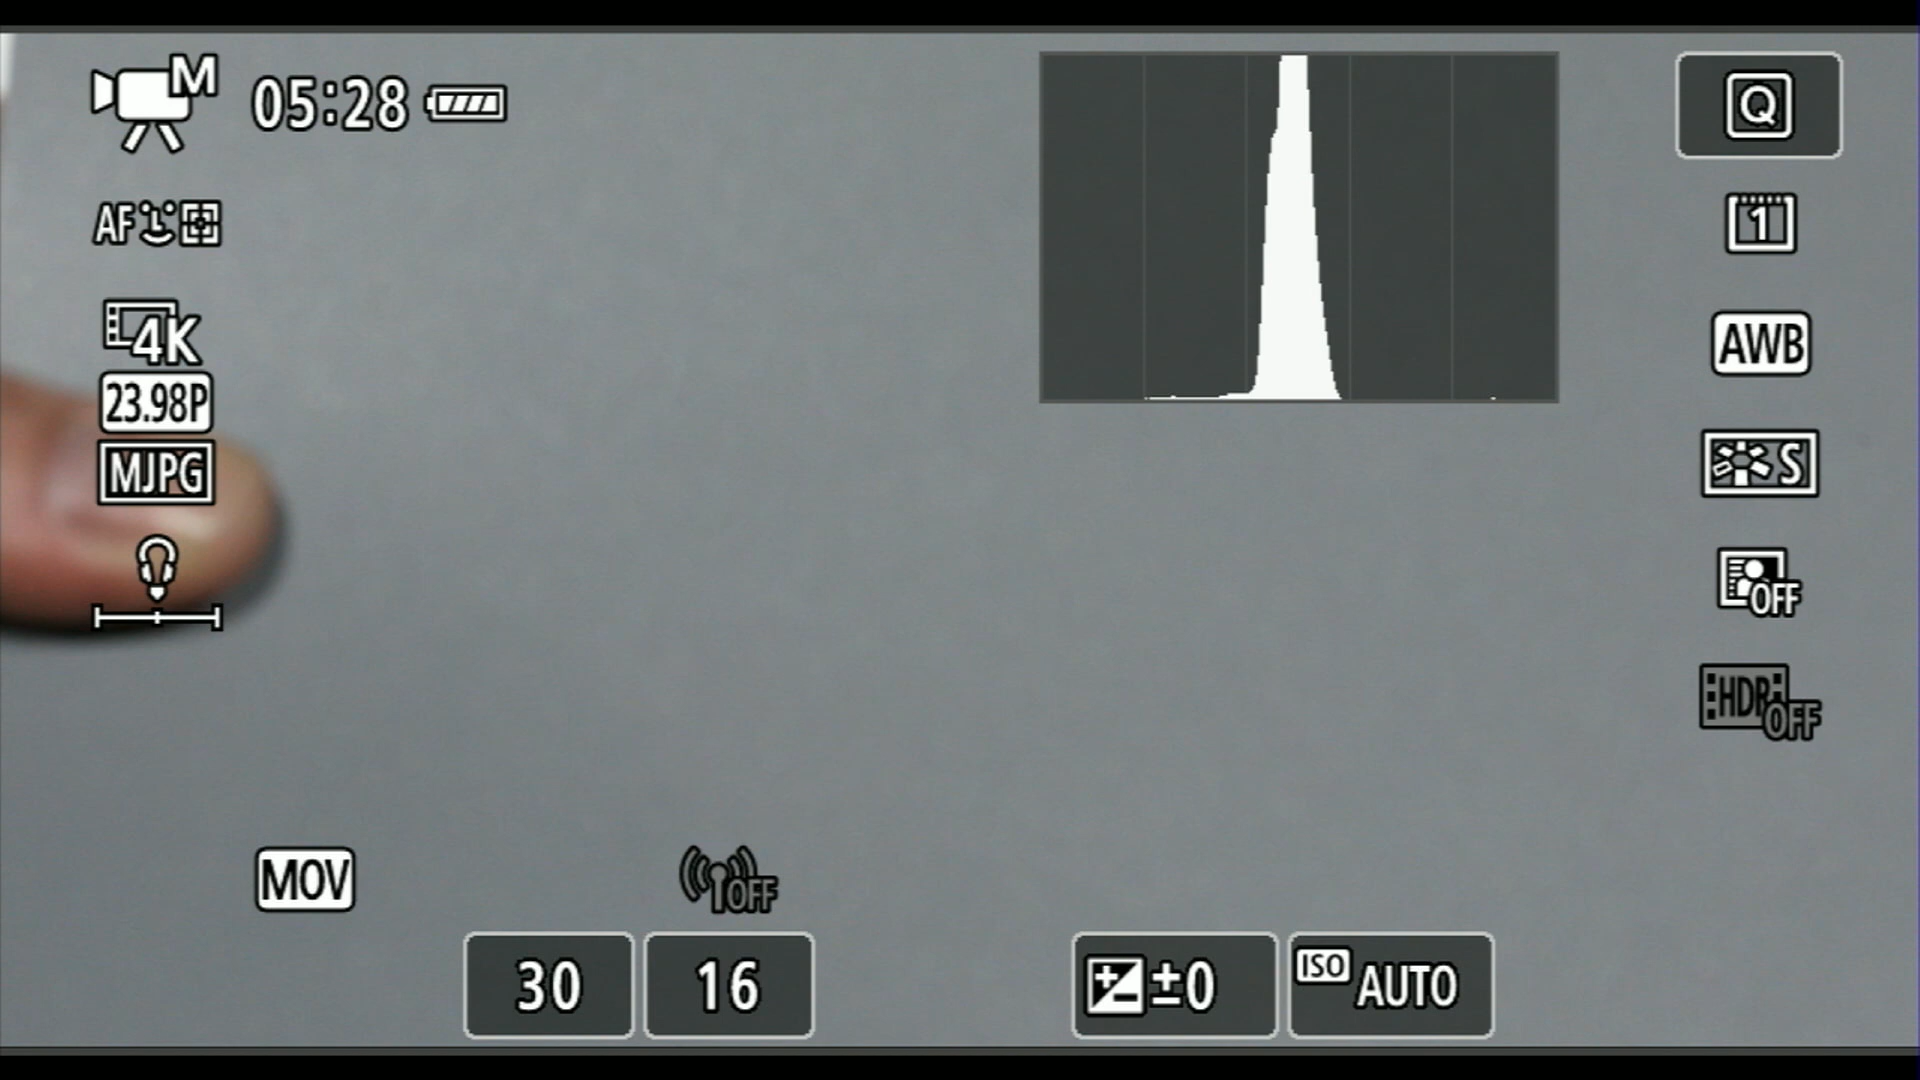 M
05:28
Q
AF
1
4K
AWB
23.98P
S
MJPG
OFF
HDR OFF
MOV
OFF
30
16
±0
ISO AUTO